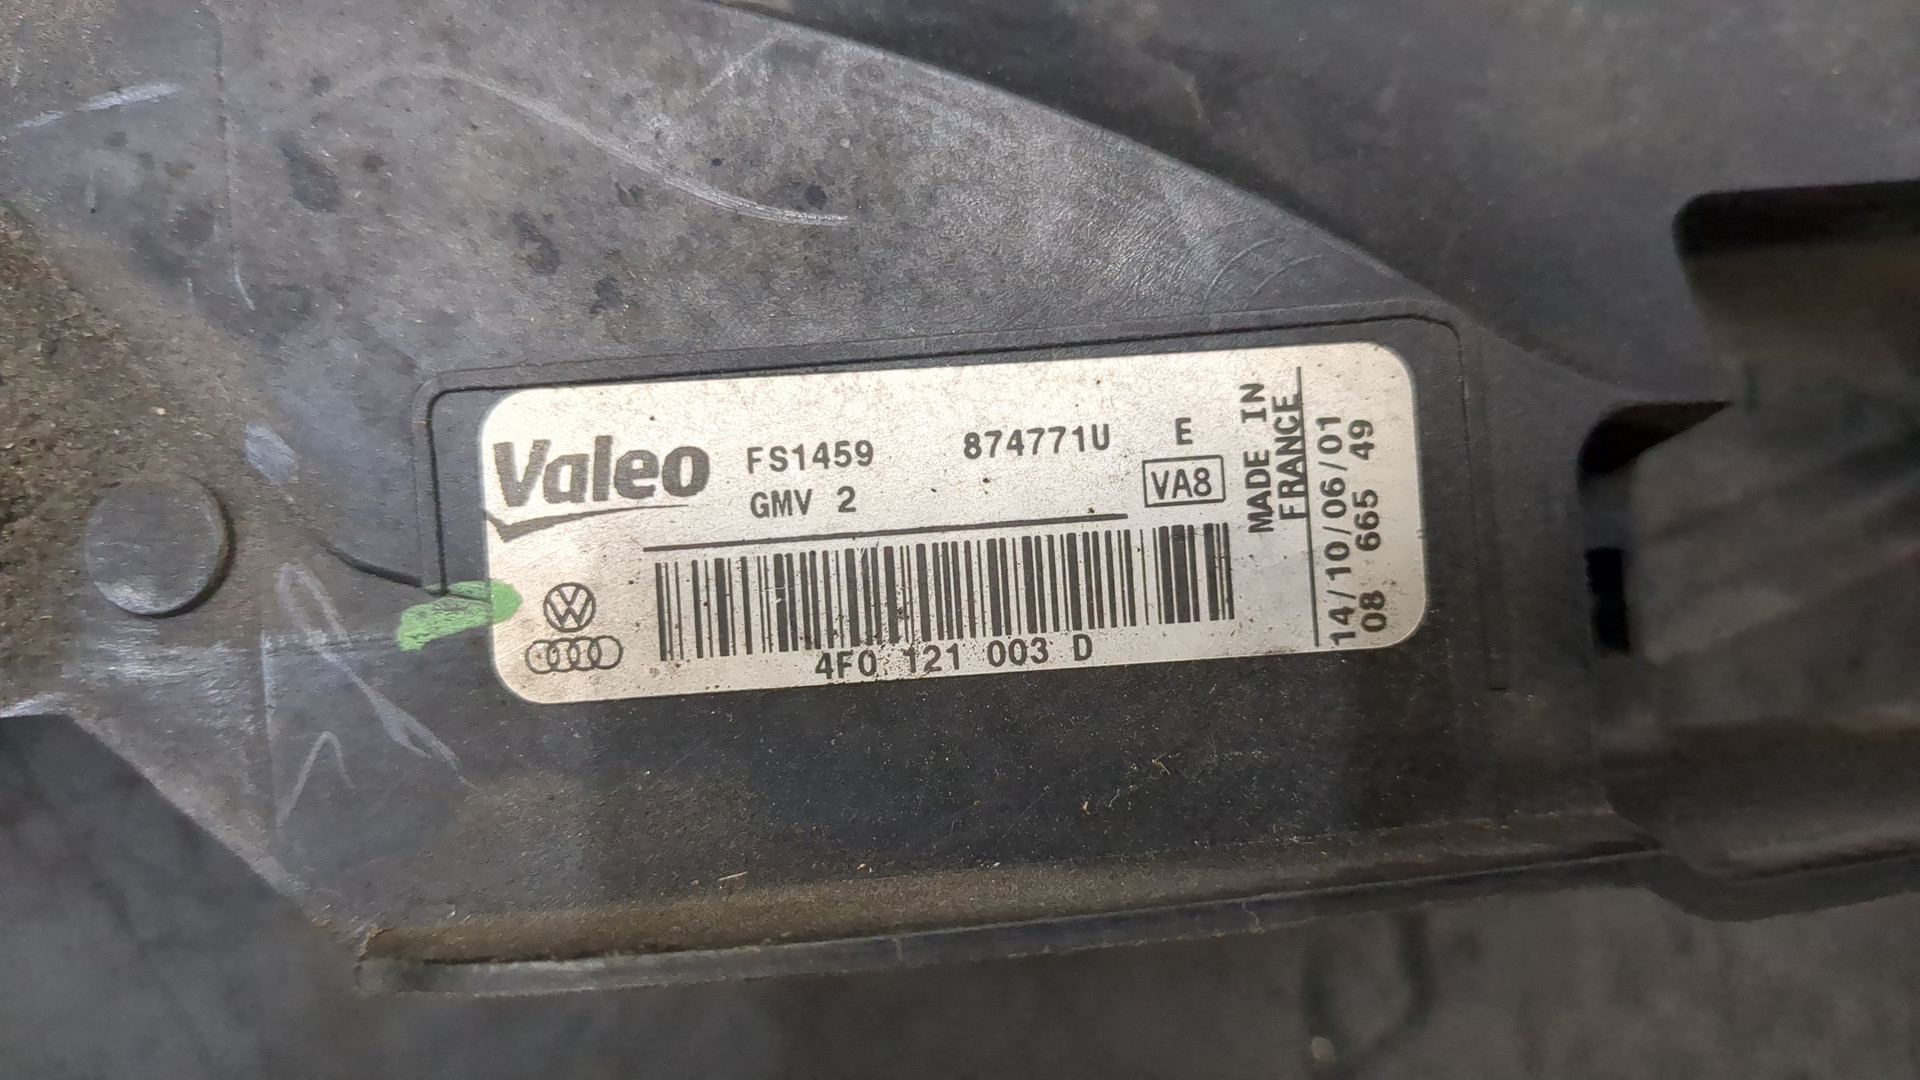 Valeo
FS1459
874771U
E
GMV 2
VA8
MADE IN
FRANCE
14/10/06/01
08 665 49
4F0 121 003 D